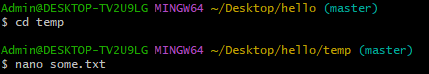 Admin@DESKTOP-TV2U9LG MINGW64 ~/Desktop/hello (master)
$ cd temp
Admin@DESKTOP-TV2U9LG MINGW64 ~/Desktop/hello/temp (master)
$ nano some.txt